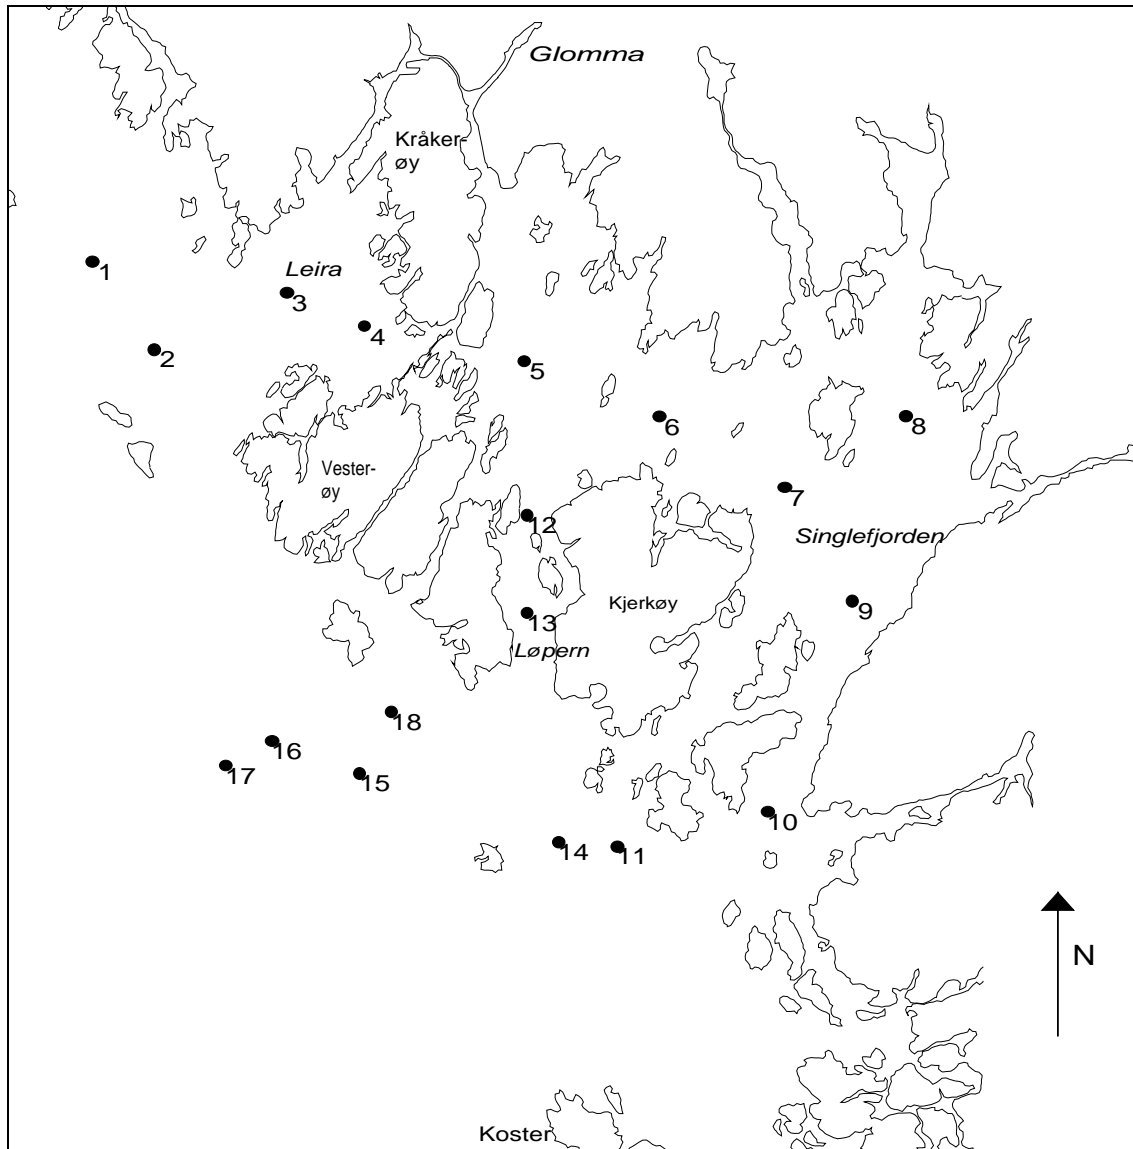 Glomma
Kråker-
øy
Leira
1
3
4
2
5
6
8
Vester-
øy
7
12
Singlefjorden
Kjerkøy
9
13
Løpern
18
16
17
15
10
14
11
N
Koster